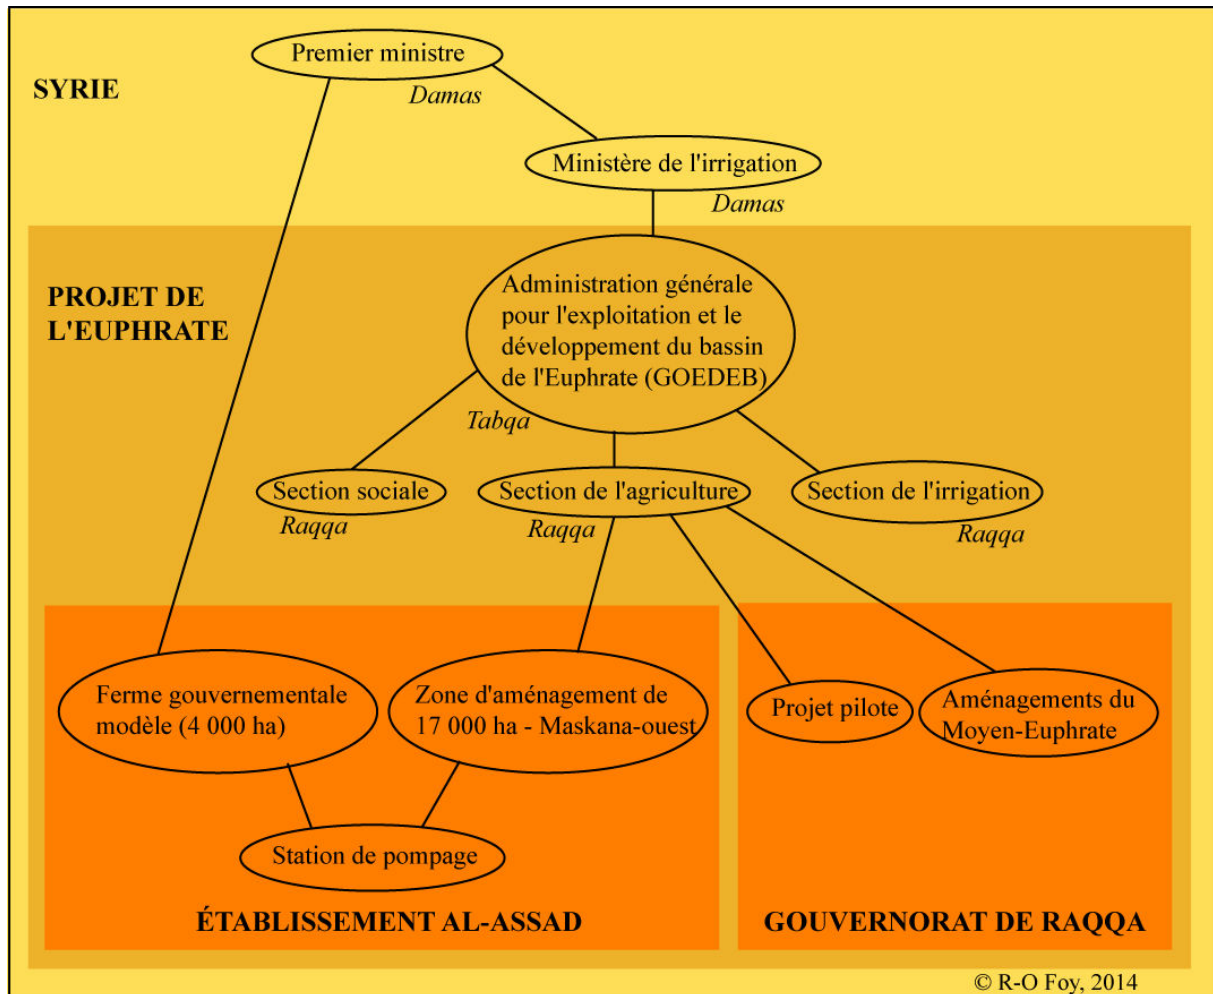 Premier ministre
SYRIE
Damas
Ministère de l'irrigation
Damas
PROJET DE
L'EUPHRATE
Administration générale
pour l'exploitation et le
développement du bassin
de l'Euphrate (GOEDEB)
Tabqa
Section sociale
Raqqa
Section de l'agriculture
Raqqa
Section de l'irrigation
Raqqa
Ferme gouvernementale
modèle (4 000 ha)
Zone d'aménagement de
17 000 ha - Maskana-ouest
Projet pilote
Aménagements du
Moyen-Euphrate
Station de pompage
ÉTABLISSEMENT AL-ASSAD
GOUVERNORAT DE RAQQA
© R-O Foy, 2014